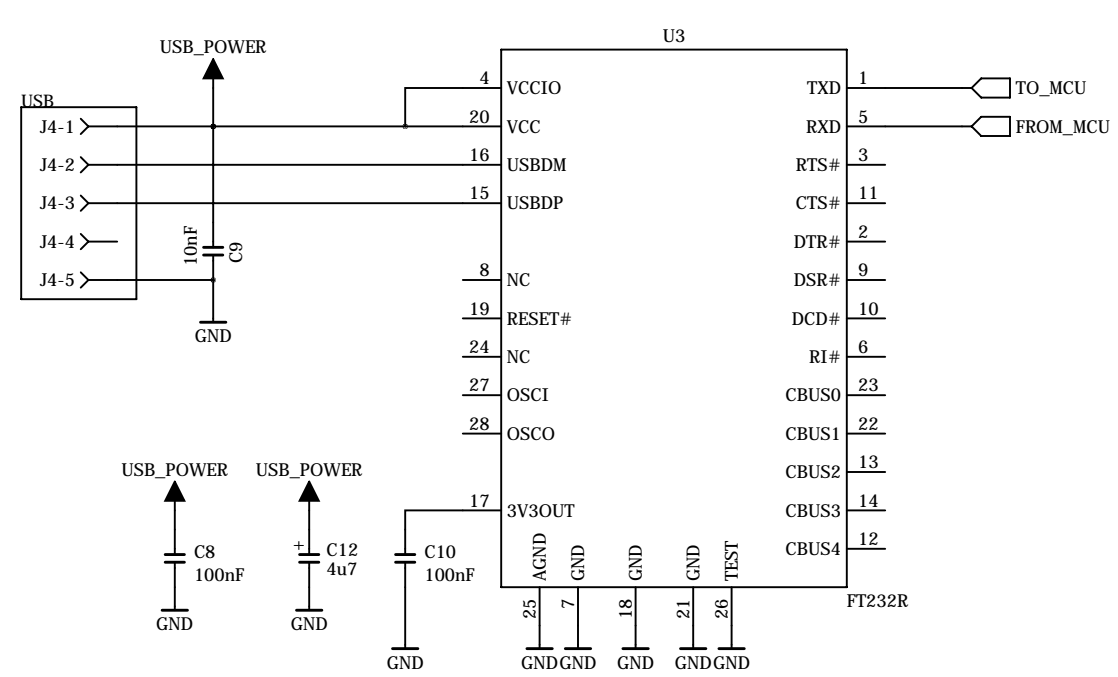 U3
USB_POWER
4 VCCIO TXD 1 TO_MCU
USB
J4-1 20 VCC RXD 5 FROM_MCU
J4-2 16 USBDM RTS# 3
J4-3 15 USBDP CTS# 11
J4-4 10nF C9 DTR# 2
J4-5 8 NC DSR# 9
19 RESET# DCD# 10
GND
24 NC RI# 6
27 OSCI CBUS0 23
28 OSCO CBUS1 22
USB_POWER USB_POWER CBUS2 13
17 3V3OUT CBUS3 14
C8 + C12 C10 AGND GND GND GND TEST CBUS4 12
100nF 4u7 100nF
25 7 18 21 26 FT232R
GND GND
GND GND GND GND GND GND